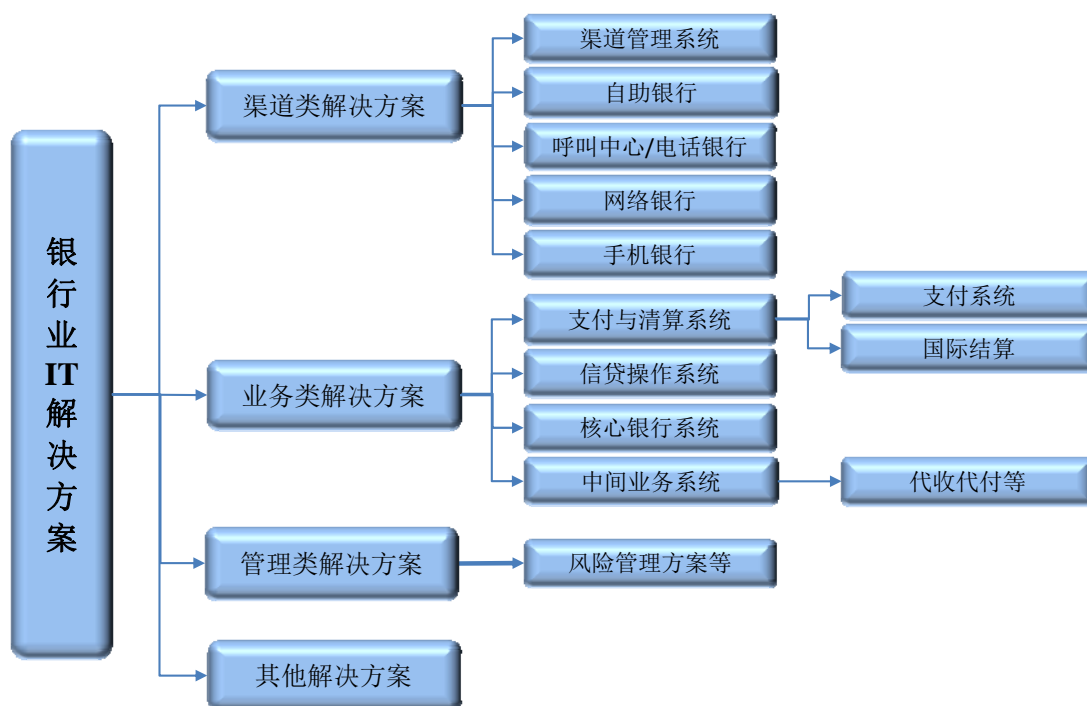 银行业IT解决方案
渠道类解决方案
渠道管理系统
自助银行
呼叫中心/电话银行
网络银行
手机银行
业务类解决方案
支付与清算系统
支付系统
国际结算
信贷操作系统
核心银行系统
中间业务系统
代收代付等
管理类解决方案
风险管理方案等
其他解决方案